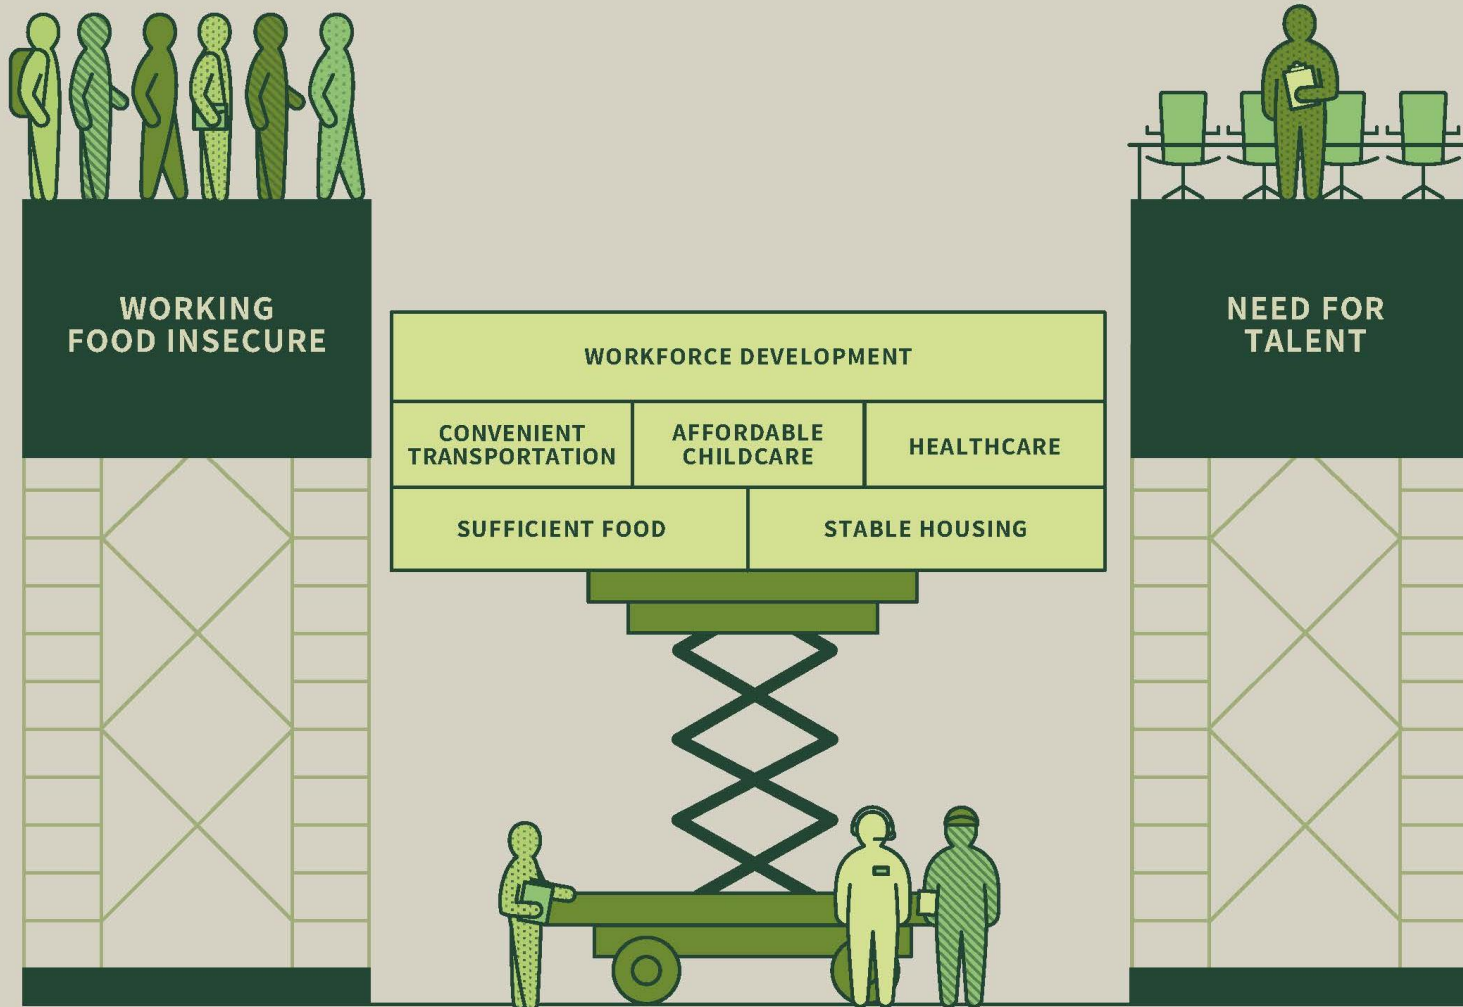 WORKING
FOOD INSECURE
NEED FOR
TALENT
WORKFORCE DEVELOPMENT
CONVENIENT
TRANSPORTATION
AFFORDABLE
CHILDCARE
HEALTHCARE
SUFFICIENT FOOD
STABLE HOUSING